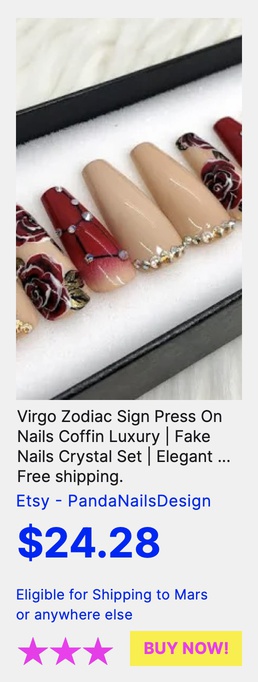 Virgo Zodiac Sign Press On
Nails Coffin Luxury | Fake
Nails Crystal Set | Elegant ...
Free shipping.
Etsy - PandaNailsDesign
$24.28
Eligible for Shipping to Mars
or anywhere else
BUY NOW!